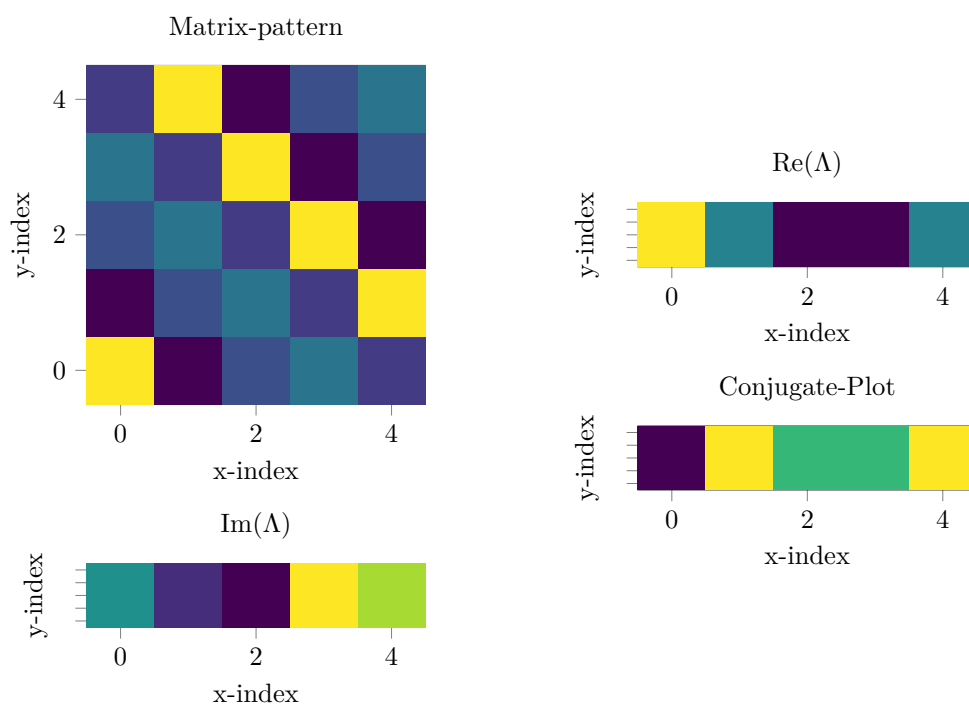 Matrix-pattern
4
2
0
y-index
0 2 4
x-index
Re(Λ)
y-index
0 2 4
x-index
Conjugate-Plot
y-index
0 2 4
x-index
Im(Λ)
y-index
0 2 4
x-index